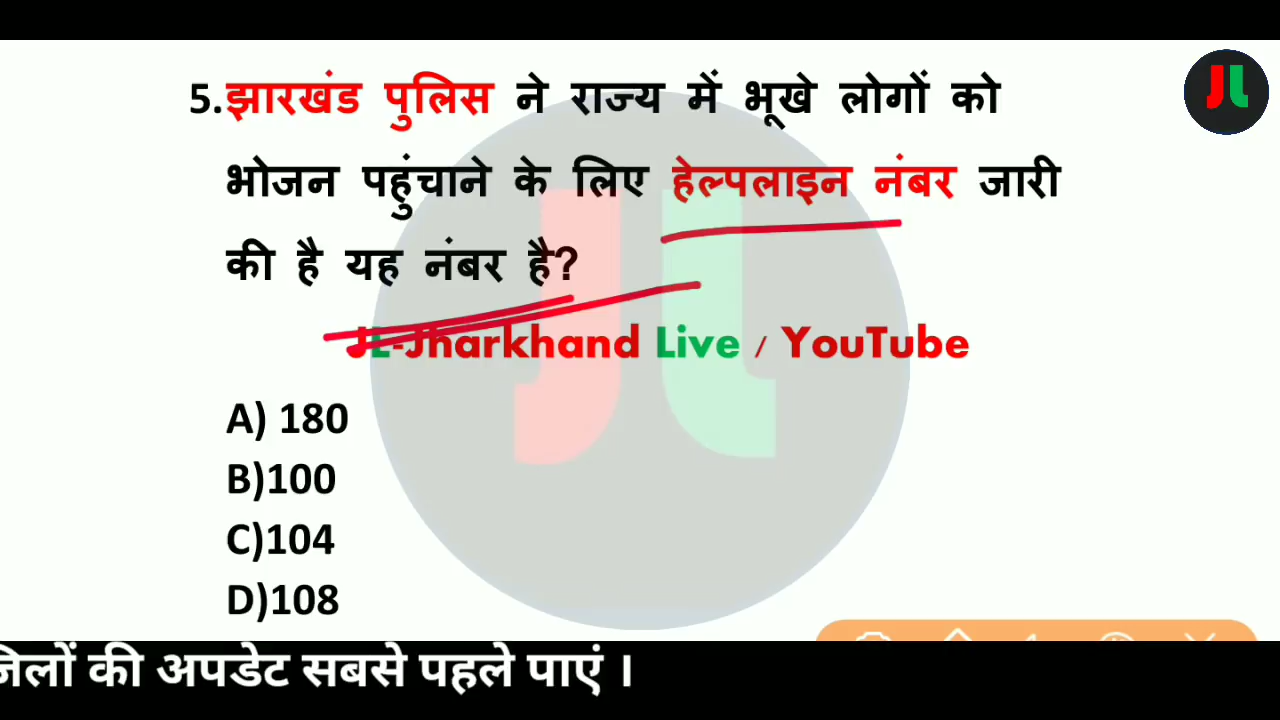 JL
5.झारखंड पुलिस ने राज्य में भूखे लोगों को
भोजन पहुंचाने के लिए हेल्पलाइन नंबर जारी
की है यह नंबर है?
JL-Jharkhand Live / YouTube
A) 180
B)100
C)104
D)108
जिलों की अपडेट सबसे पहले पाएं ।